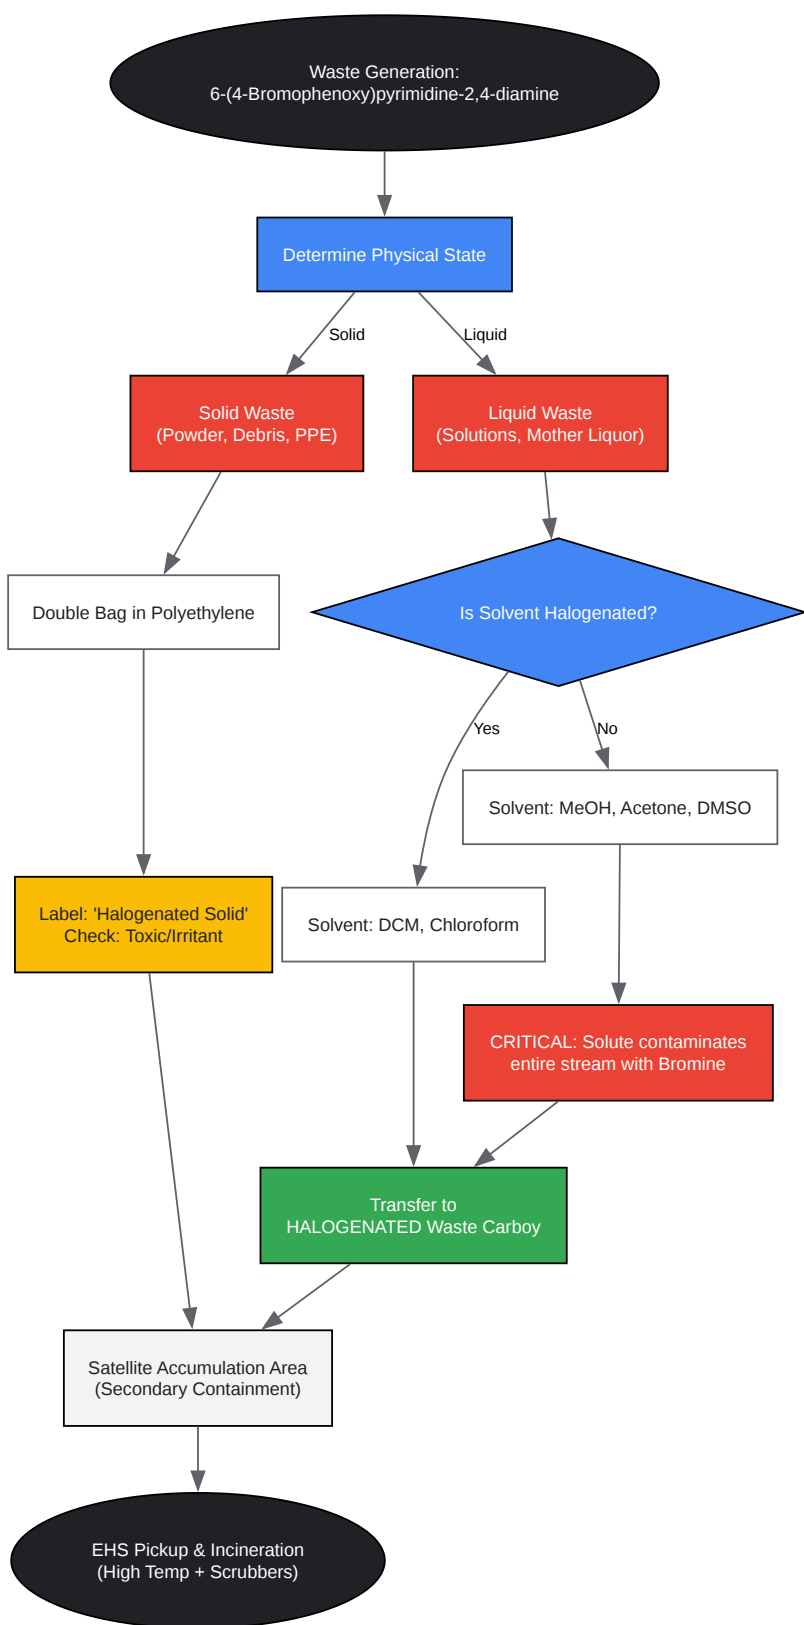 Waste Generation:
6-(4-Bromophenoxy)pyrimidine-2,4-diamine
Determine Physical State
Solid
Liquid
Solid Waste
(Powder, Debris, PPE)
Liquid Waste
(Solutions, Mother Liquor)
Double Bag in Polyethylene
Is Solvent Halogenated?
Yes
No
Solvent: MeOH, Acetone, DMSO
Label: 'Halogenated Solid'
Check: Toxic/Irritant
Solvent: DCM, Chloroform
CRITICAL: Solute contaminates
entire stream with Bromine
Transfer to
HALOGENATED Waste Carboy
Satellite Accumulation Area
(Secondary Containment)
EHS Pickup & Incineration
(High Temp + Scrubbers)